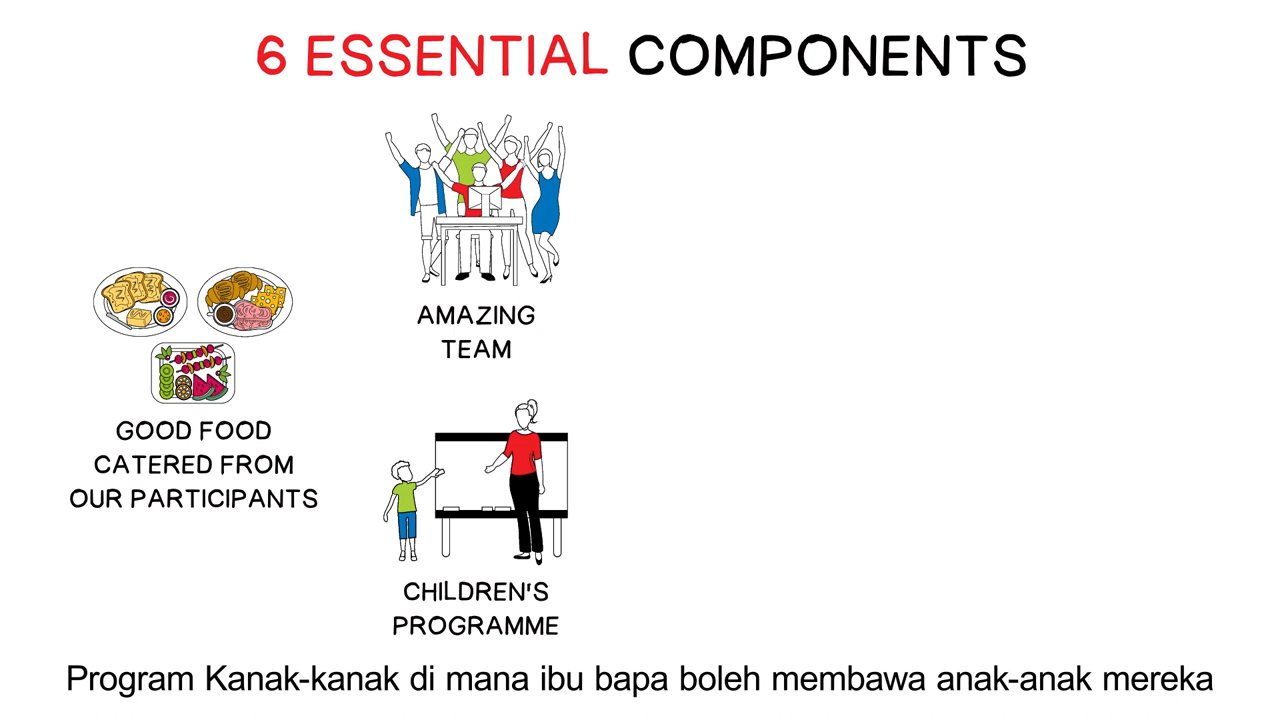 6 ESSENTIAL COMPONENTS
GOOD FOOD
CATERED FROM
OUR PARTICIPANTS
AMAZING
TEAM
CHILDREN'S
PROGRAMME
Program Kanak-kanak di mana ibu bapa boleh membawa anak-anak mereka